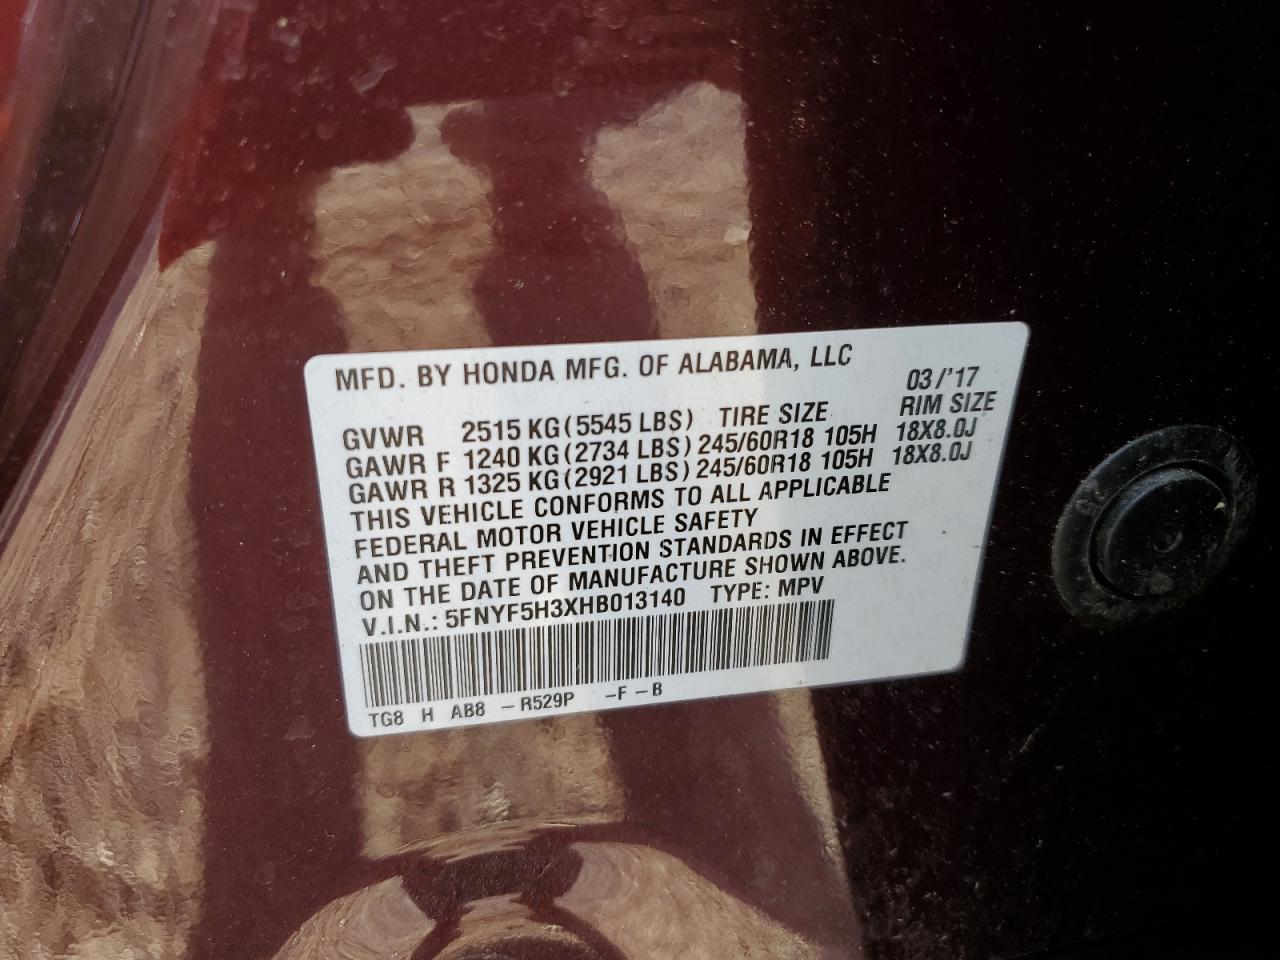 MFD. BY HONDA MFG. OF ALABAMA, LLC
03/'17
GVWR 2515 KG (5545 LBS) TIRE SIZE RIM SIZE
GAWR F 1240 KG (2734 LBS) 245/60R18 105H 18X8.0J
GAWR R 1325 KG (2921 LBS) 245/60R18 105H 18X8.0J
THIS VEHICLE CONFORMS TO ALL APPLICABLE
FEDERAL MOTOR VEHICLE SAFETY
AND THEFT PREVENTION STANDARDS IN EFFECT
ON THE DATE OF MANUFACTURE SHOWN ABOVE.
V.I.N.: 5FNYF5H3XHB013140 TYPE: MPV
TG8 H AB8 -R529P -F-B